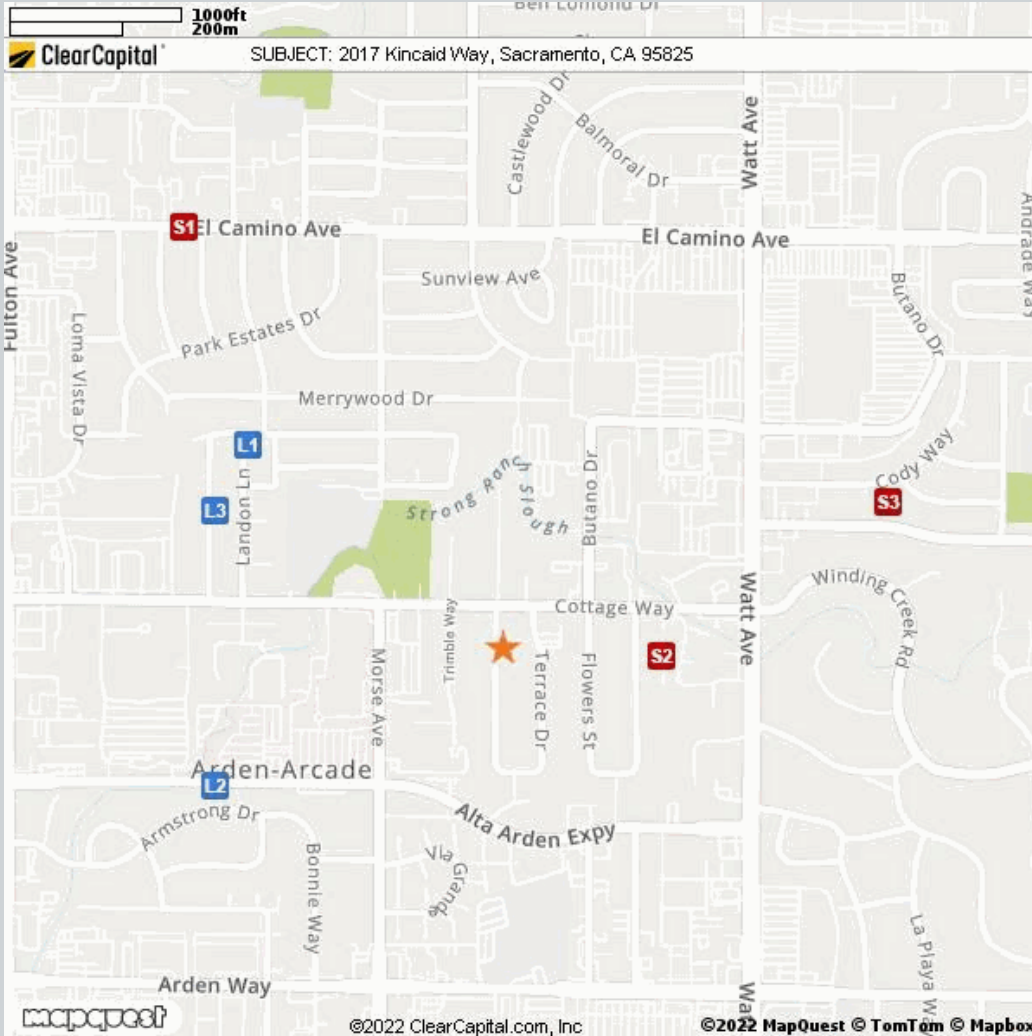 Ben Lomond Dr
1000ft
200m
ClearCapital
SUBJECT: 2017 Kincaid Way, Sacramento, CA 95825
Castlewood Dr
Balmoral Dr
Watt Ave
Andrade Way
S1
El Camino Ave
El Camino Ave
Fulton Ave
Sunview Ave
Butano Dr
Loma Vista Dr
Park Estates Dr
Merrywood Dr
L1
Landon Ln
L3
Strong Ranch Slough
Butano Dr
Cody Way
S3
Watt Ave
Winding Creek Rd
Cottage Way
Trimble Way
Morse Ave
Terrace Dr
Flowers St
S2
Arden-Arcade
L2
Armstrong Dr
Alta Arden Expy
Bonnie Way
Via Grande
La Playa Wa
Arden Way
Wa
mapquest
©2022 ClearCapital.com, Inc
©2022 MapQuest © TomTom © Mapbox